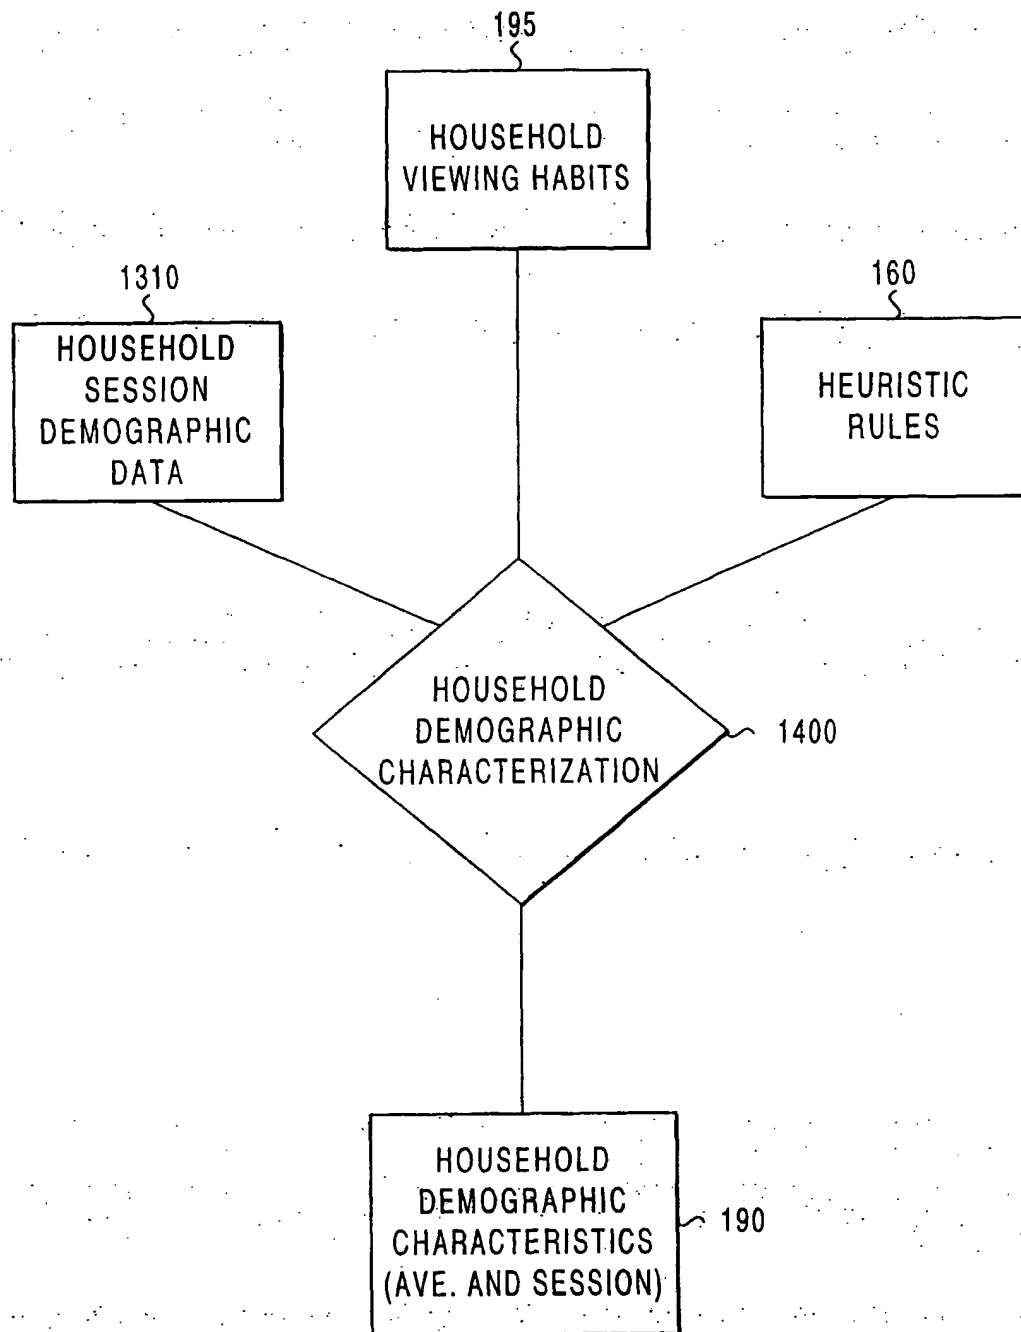 195
HOUSEHOLD
VIEWING HABITS
1310
HOUSEHOLD
SESSION
DEMOGRAPHIC
DATA
160
HEURISTIC
RULES
HOUSEHOLD
DEMOGRAPHIC
CHARACTERIZATION
1400
HOUSEHOLD
DEMOGRAPHIC
CHARACTERISTICS
(AVE. AND SESSION)
190